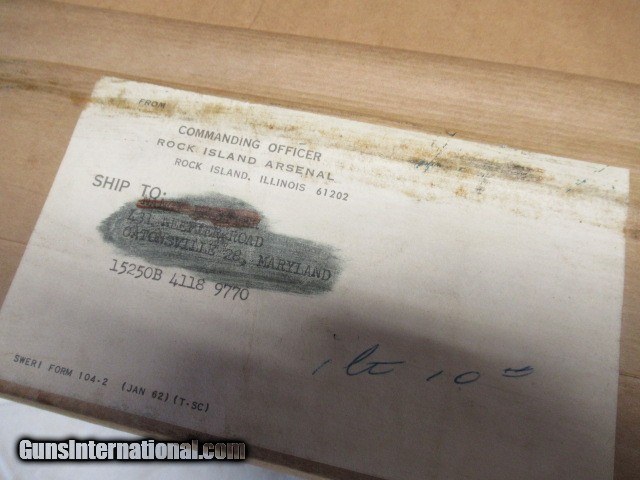 FROM
COMMANDING OFFICER
ROCK ISLAND ARSENAL
ROCK ISLAND, ILLINOIS 61202
SHIP TO:
ROAD
CATONSVILLE 28, MARYLAND
15250B 4118 9770
SWERI FORM 104-2 (JAN 62) (T-SC)
GunsInternational.com